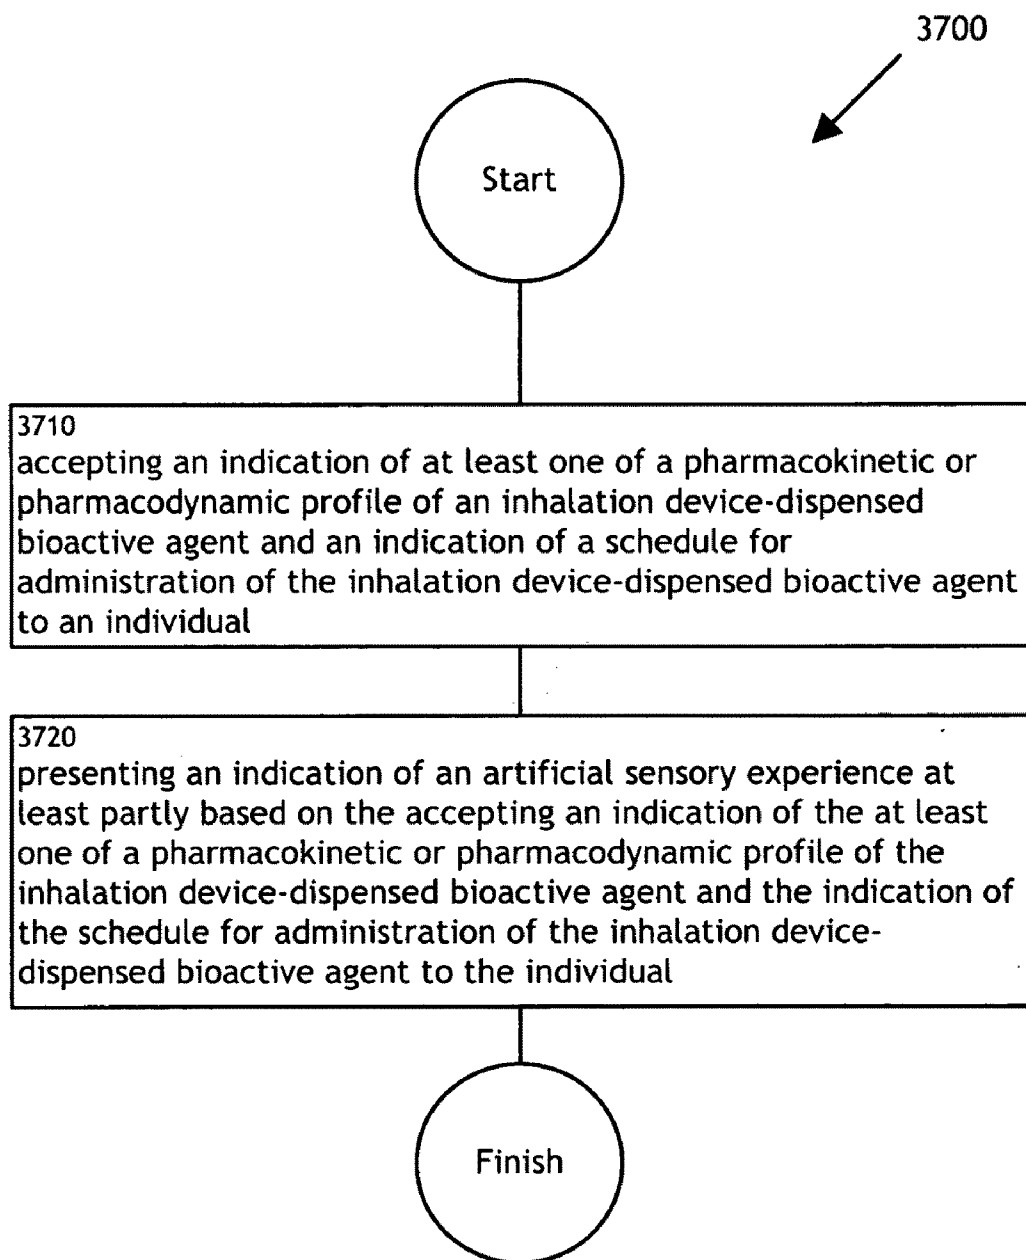 3700
Start
3710
accepting an indication of at least one of a pharmacokinetic or
pharmacodynamic profile of an inhalation device-dispensed
bioactive agent and an indication of a schedule for
administration of the inhalation device-dispensed bioactive agent
to an individual
3720
presenting an indication of an artificial sensory experience at
least partly based on the accepting an indication of the at least
one of a pharmacokinetic or pharmacodynamic profile of the
inhalation device-dispensed bioactive agent and the indication of
the schedule for administration of the inhalation device-
dispensed bioactive agent to the individual
Finish